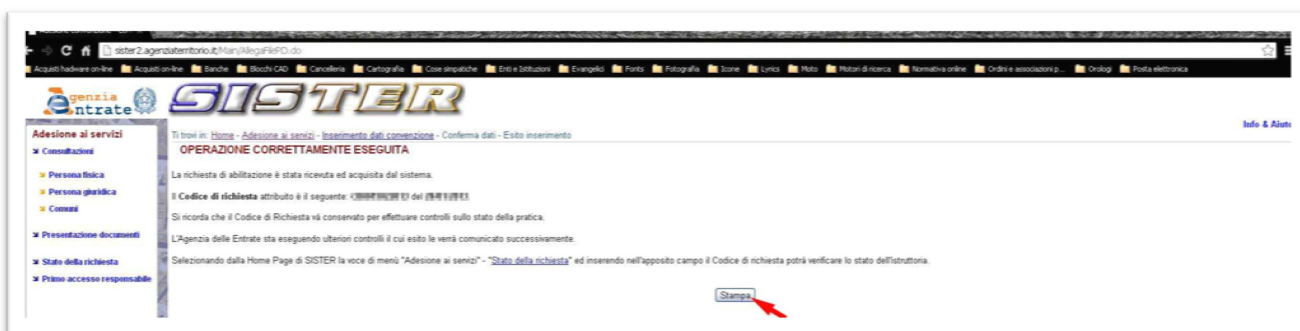 sister2.agenziaterritorio.it/Main/AllegaFilePD.do
Acquisti hadware on-line Acquisti on-line Banche Blocchi CAD Cancelleria Cartografia Cose simpatiche Enti e Istituzioni Evangelici Fonts Fotografia Icone Lyrics Moto Motori di ricerca Normativa online Ordini e associazioni p... Orologi Posta elettronica
Agenzia
Entrate
SISTER
Info & Aiuto
Adesione ai servizi
Consultazioni
Persona fisica
Persona giuridica
Comuni
Presentazione documenti
Stato della richiesta
Primo accesso responsabile
Ti trovi in: Home - Adesione ai servizi - Inserimento dati convenzione - Conferma dati - Esito inserimento
OPERAZIONE CORRETTAMENTE ESEGUITA
La richiesta di abilitazione è stata ricevuta ed acquisita dal sistema.
Il Codice di richiesta attribuito è il seguente: del
Si ricorda che il Codice di Richiesta và conservato per effettuare controlli sullo stato della pratica.
L'Agenzia delle Entrate sta eseguendo ulteriori controlli il cui esito le verrà comunicato successivamente.
Selezionando dalla Home Page di SISTER la voce di menù "Adesione ai servizi" - "Stato della richiesta" ed inserendo nell'apposito campo il Codice di richiesta potrà verificare lo stato dell'istruttoria.
Stampa